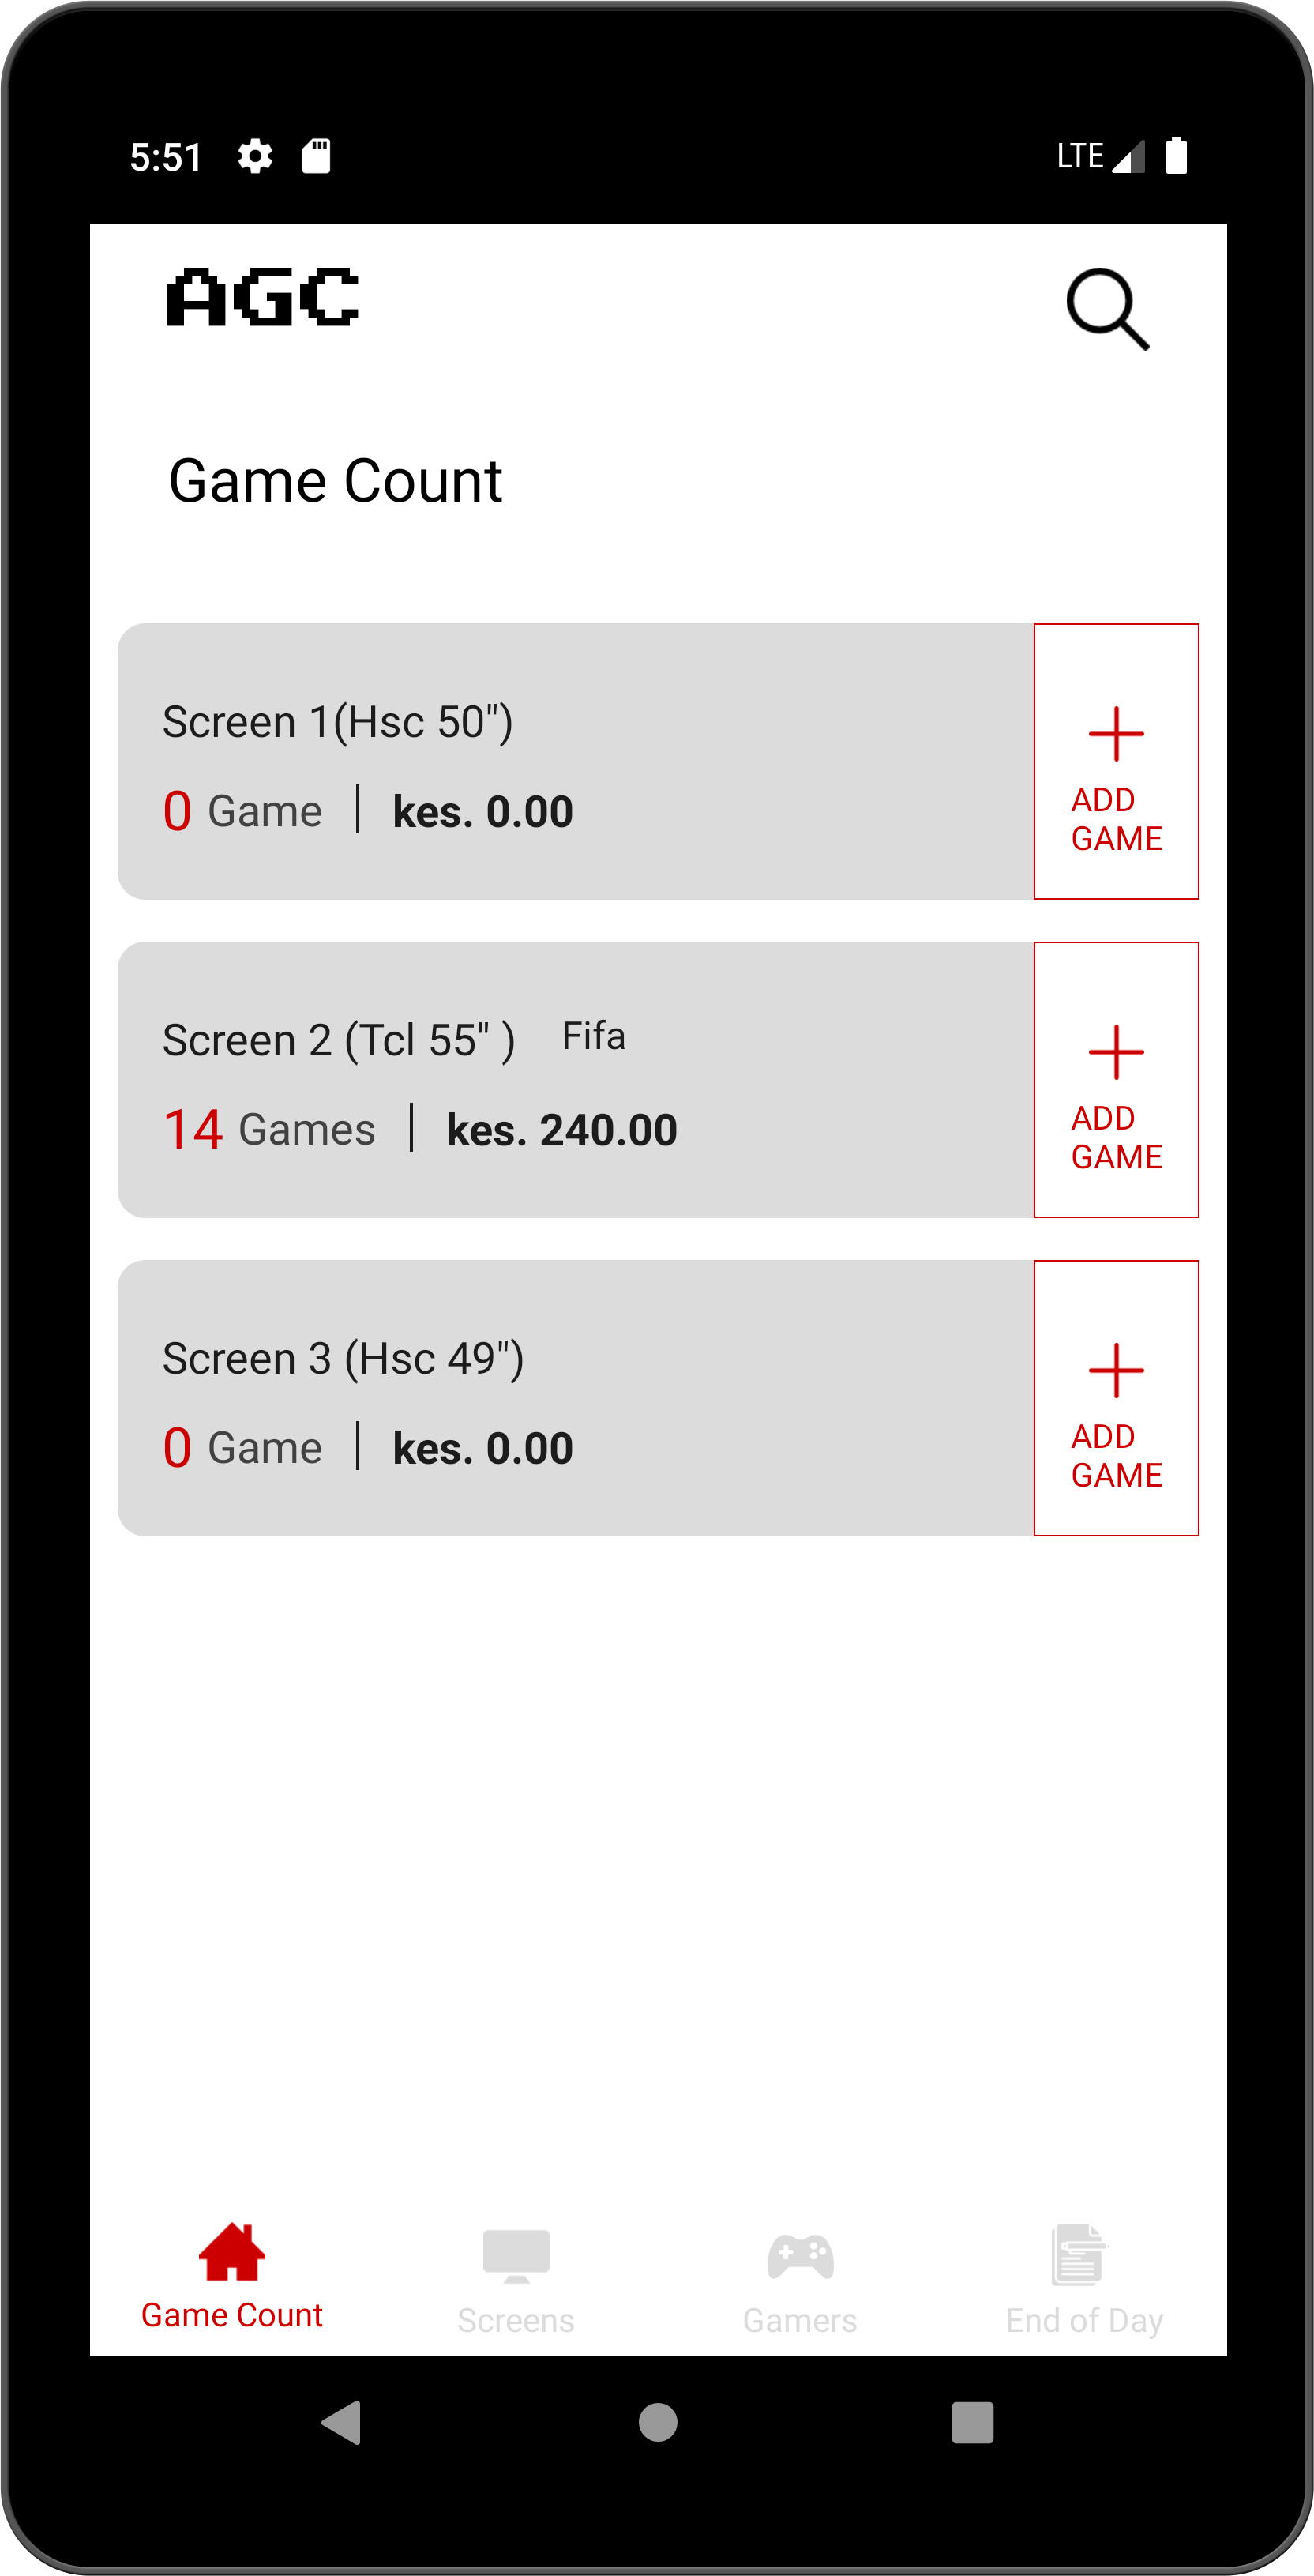 5:51 LTE
AGC
Game Count
Screen 1(Hsc 50")
0 Game | kes. 0.00
ADD
GAME
Screen 2 (Tcl 55" ) Fifa
14 Games | kes. 240.00
ADD
GAME
Screen 3 (Hsc 49")
0 Game | kes. 0.00
ADD
GAME
Game Count Screens Gamers End of Day